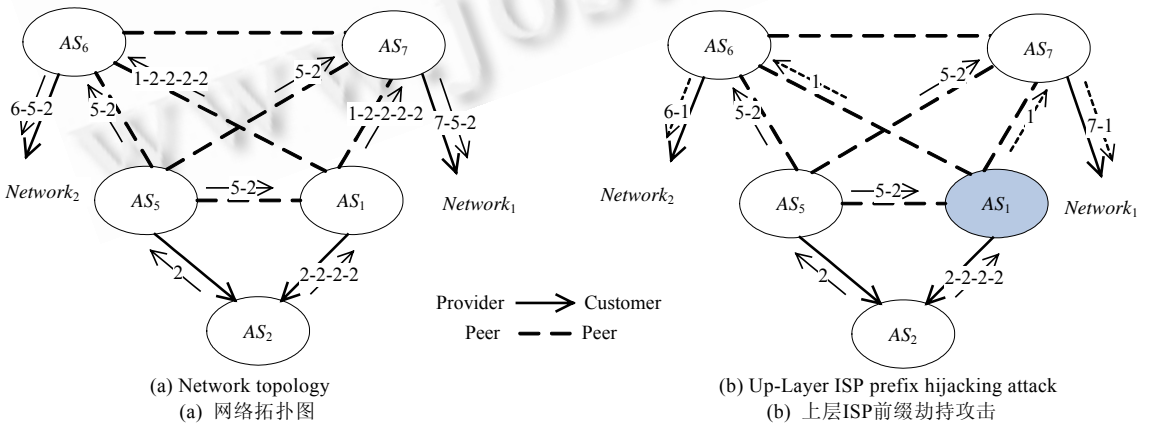 AS6
AS7
1-2-2-2-2
5-2
6-5-2
5-2
1-2-2-2-2
7-5-2
Network2
AS5
5-2
AS1
Network1
2
2-2-2-2
AS2
(a) Network topology
(a) 网络拓扑图
Provider Customer
Peer Peer
AS6
AS7
1
5-2
6-1
5-2
1
7-1
Network2
AS5
5-2
AS1
Network1
2
2-2-2-2
AS2
(b) Up-Layer ISP prefix hijacking attack
(b) 上层ISP前缀劫持攻击